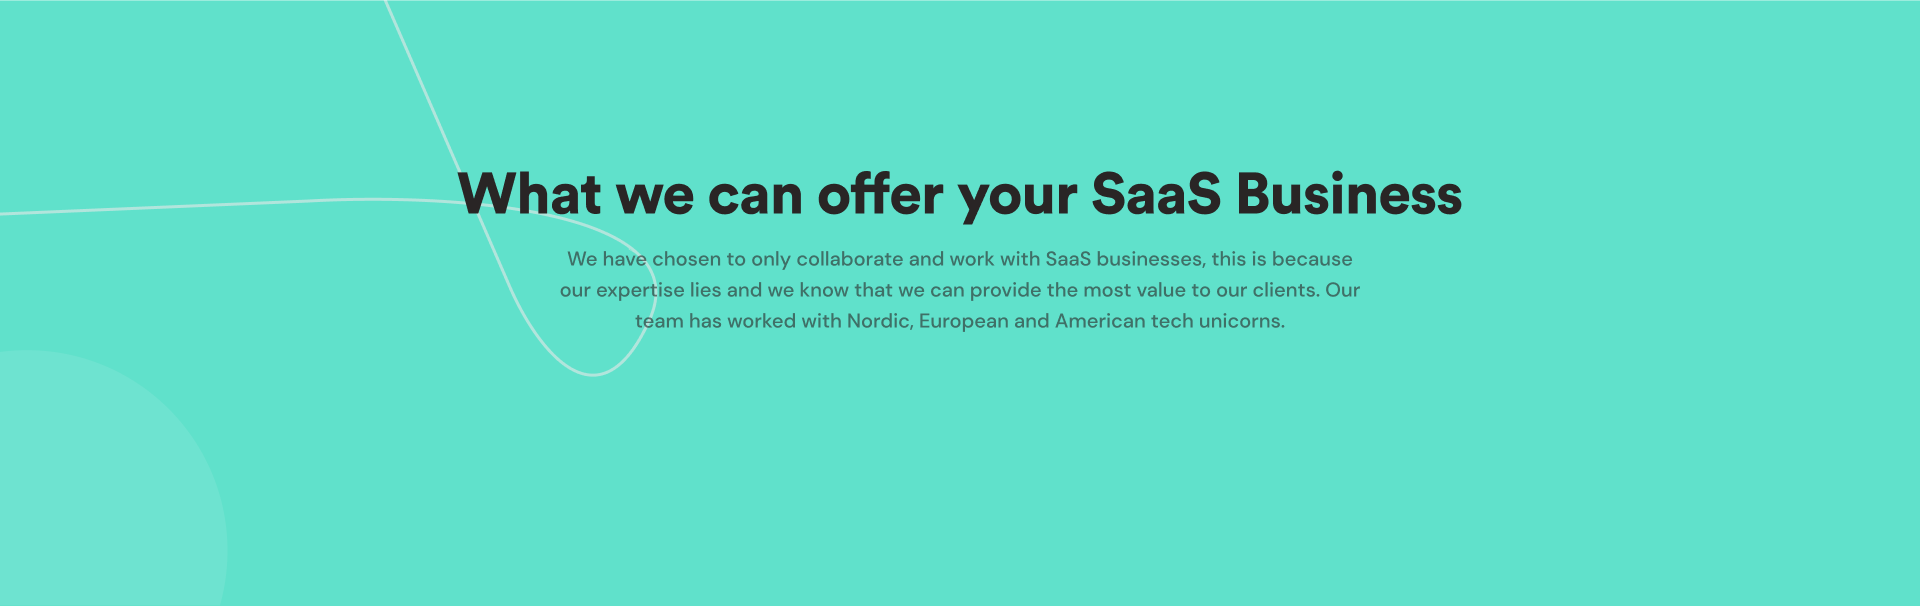 What we can offer your SaaS Business
We have chosen to only collaborate and work with SaaS businesses, this is because
our expertise lies and we know that we can provide the most value to our clients. Our
team has worked with Nordic, European and American tech unicorns.